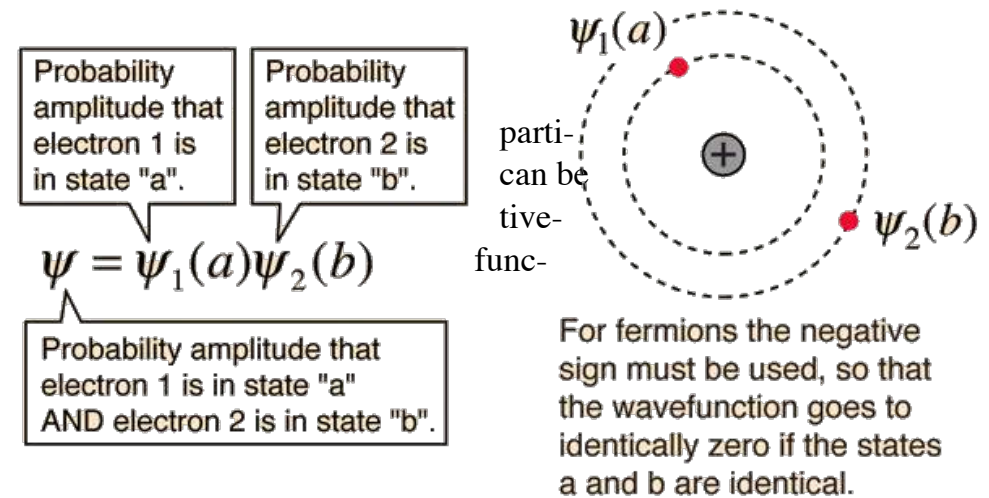 Probability
amplitude that
electron 1 is
in state "a".
Probability
amplitude that
electron 2 is
in state "b".
ψ = ψ₁(a)ψ₂(b)
Probability amplitude that
electron 1 is in state "a"
AND electron 2 is in state "b".
parti-
can be
tive-
func-
ψ₁(a)
+
ψ₂(b)
For fermions the negative
sign must be used, so that
the wavefunction goes to
identically zero if the states
a and b are identical.